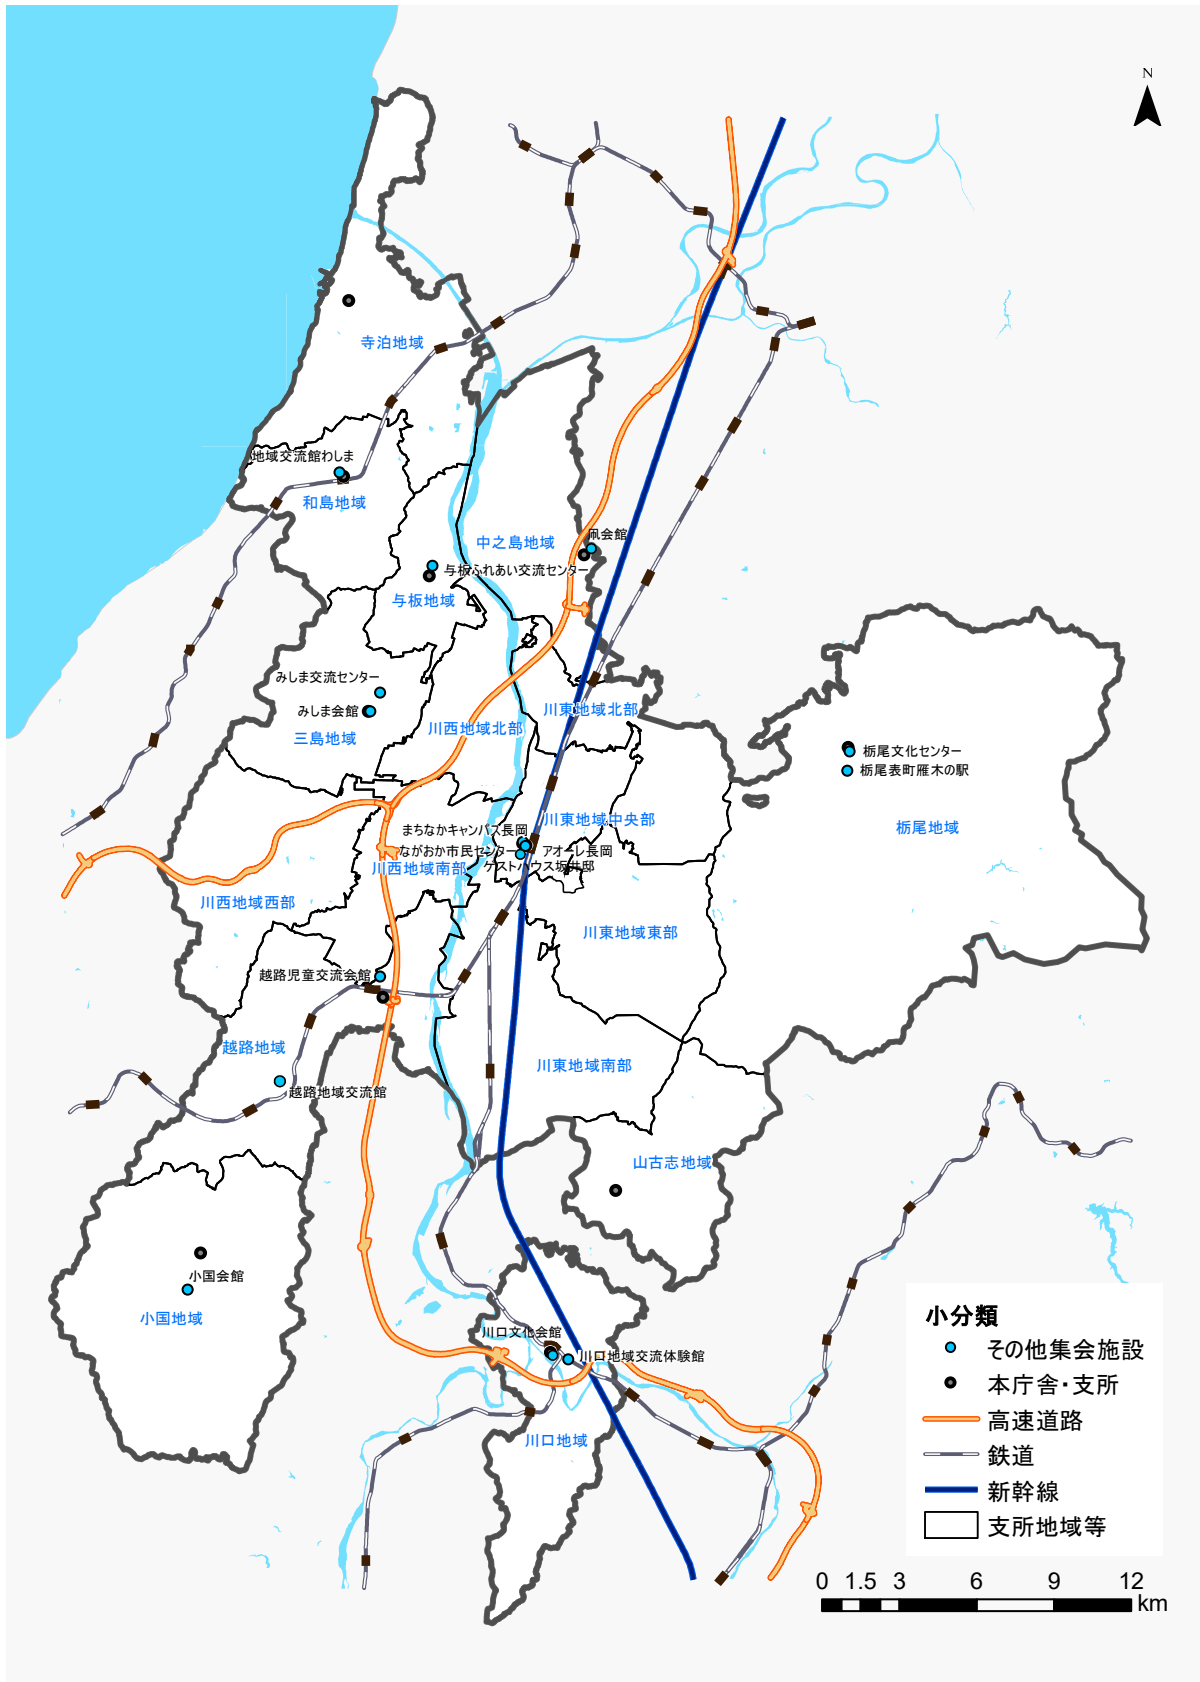 N
寺泊地域
地域交流館わしま
和島地域
中之島地域
凧会館
与板ふれあい交流センター
与板地域
みしま交流センター
みしま会館
三島地域
川西地域北部
川東地域北部
栃尾文化センター
栃尾表町雁木の駅
栃尾地域
川東地域中央部
まちなかキャンパス長岡
ながおか市民センター
アオーレ長岡
ゲストハウス坂井邸
川西地域南部
川西地域西部
川東地域東部
越路児童交流会館
越路地域
越路地域交流館
川東地域南部
山古志地域
小国会館
小国地域
川口文化会館
川口地域交流体験館
川口地域
小分類
その他集会施設
本庁舎・支所
高速道路
鉄道
新幹線
支所地域等
0 1.5 3 6 9 12
km